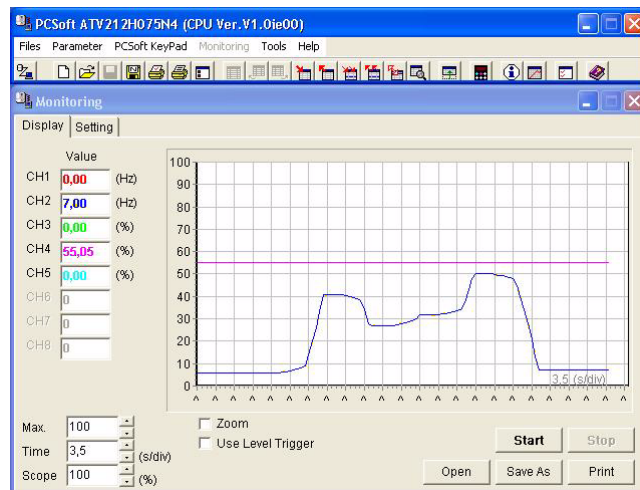 PCSoft ATV212H075N4 (CPU Ver.V1.0ie00)
Files Parameter PCSoft KeyPad Monitoring Tools Help
Monitoring
Display Setting
Value
CH1 0,00 (Hz)
CH2 7,00 (Hz)
CH3 0,00 (%)
CH4 55,05 (%)
CH5 0,00 (%)
CH6 0
CH7 0
CH8 0
100
90
80
70
60
50
40
30
20
10
0
3,5 (s/div)
Max. 100
Time 3,5 (s/div)
Scope 100 (%)
Zoom
Use Level Trigger
Start Stop
Open Save As Print